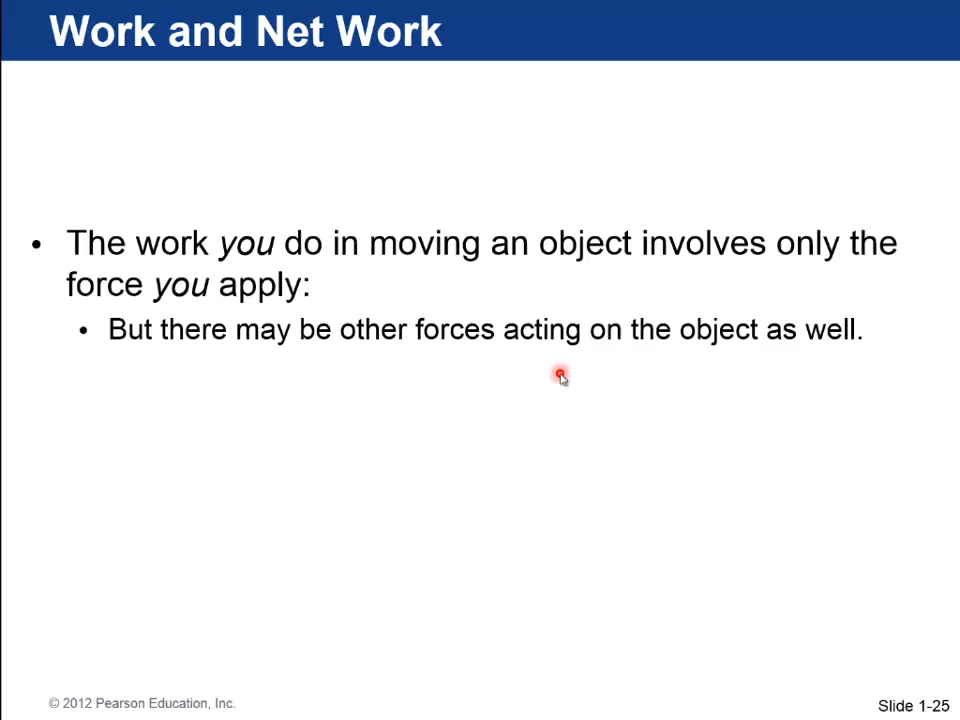 Work and Net Work
• The work you do in moving an object involves only the
force you apply:
• But there may be other forces acting on the object as well.
© 2012 Pearson Education, Inc.
Slide 1-25